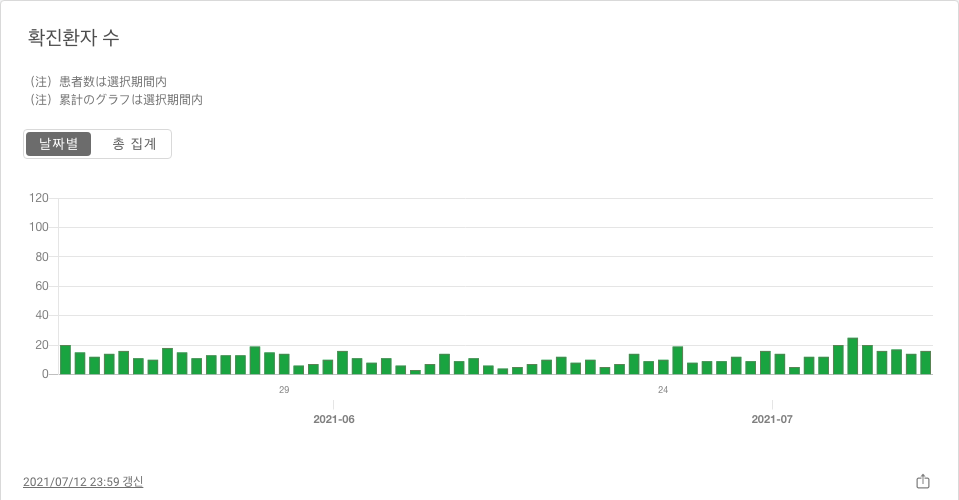 확진환자 수
（注）患者数は選択期間内
（注）累計のグラフは選択期間内
날짜별 총 집계
120
100
80
60
40
20
0
29 24
2021-06 2021-07
2021/07/12 23:59 갱신